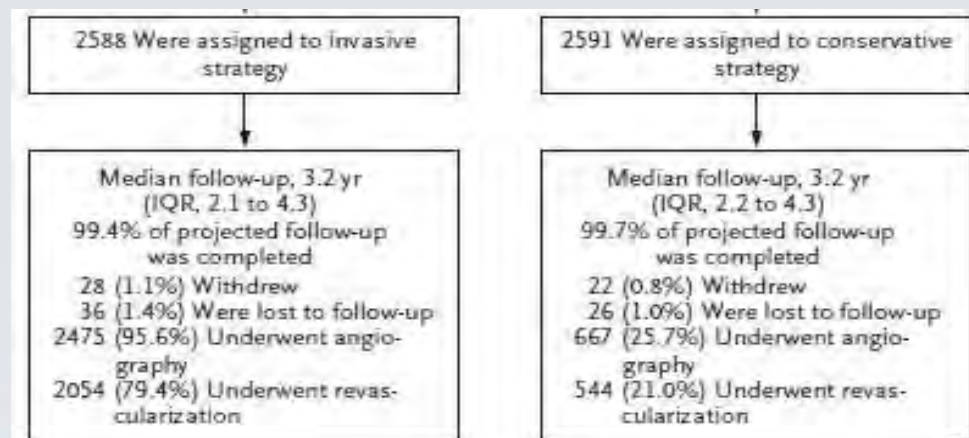 2588 Were assigned to invasive
strategy
Median follow-up, 3.2 yr
(IQR, 2.1 to 4.3)
99.4% of projected follow-up
was completed
28 (1.1%) Withdrew
36 (1.4%) Were lost to follow-up
2475 (95.6%) Underwent angio-
graphy
2054 (79.4%) Underwent revas-
cularization
2591 Were assigned to conservative
strategy
Median follow-up, 3.2 yr
(IQR, 2.2 to 4.3)
99.7% of projected follow-up
was completed
22 (0.8%) Withdrew
26 (1.0%) Were lost to follow-up
667 (25.7%) Underwent angio-
graphy
544 (21.0%) Underwent revas-
cularization